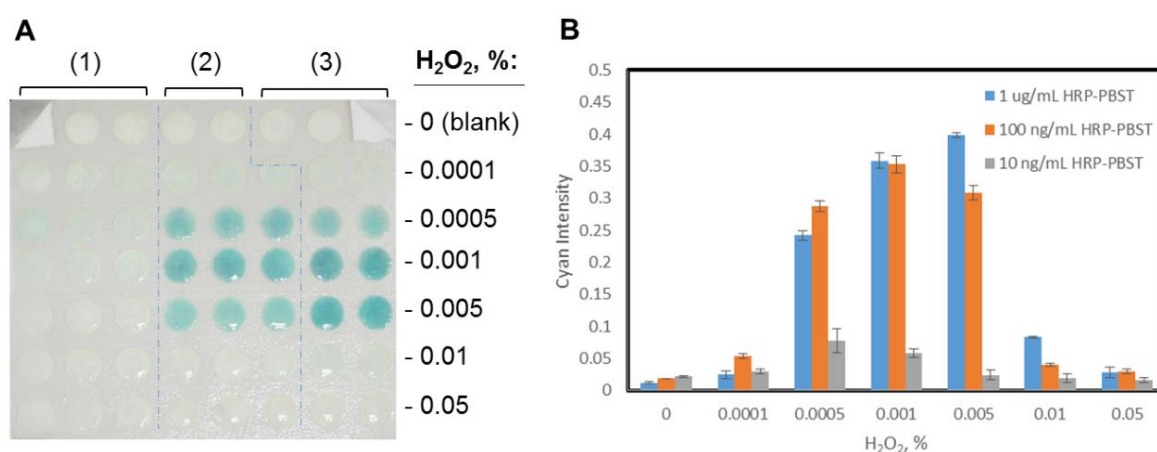 A
(1) (2) (3) H₂O₂, %:
- 0 (blank)
- 0.0001
- 0.0005
- 0.001
- 0.005
- 0.01
- 0.05
B
0.5
0.45
0.4
0.35
0.3
0.25
0.2
0.15
0.1
0.05
0
Cyan Intensity
1 ug/mL HRP-PBST
100 ng/mL HRP-PBST
10 ng/mL HRP-PBST
0 0.0001 0.0005 0.001 0.005 0.01 0.05
H₂O₂, %